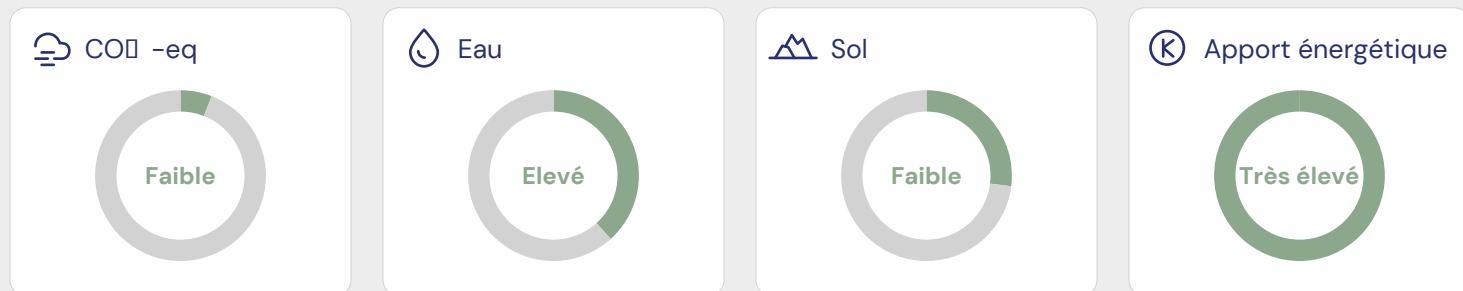 CO▯ -eq
Faible
Eau
Elevé
Sol
Faible
Apport énergétique
Très élevé